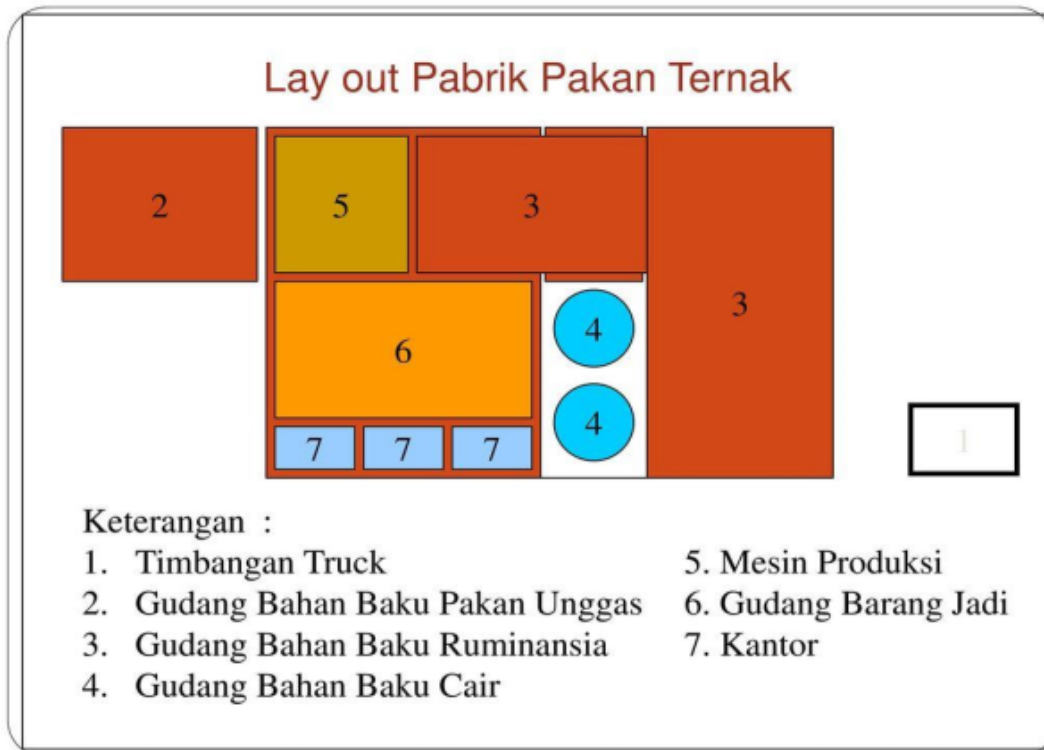 Lay out Pabrik Pakan Ternak
2
5
3
3
4
6
4
7
7
7
1
Keterangan :
1. Timbangan Truck
2. Gudang Bahan Baku Pakan Unggas
3. Gudang Bahan Baku Ruminansia
4. Gudang Bahan Baku Cair
5. Mesin Produksi
6. Gudang Barang Jadi
7. Kantor